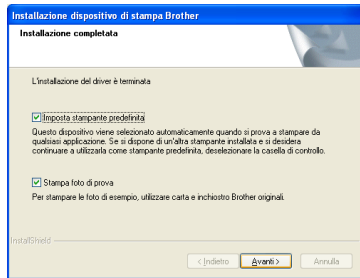 Installazione dispositivo di stampa Brother
Installazione completata
L'installazione del driver è terminata
Imposta stampante predefinita
Questo dispositivo viene selezionato automaticamente quando si prova a stampare da
qualsiasi applicazione. Se si dispone di un'altra stampante installata e si desidera
continuare a utilizzarla come stampante predefinita, deselezionare la casella di controllo.
Stampa foto di prova
Per stampare le foto di esempio, utilizzare carta e inchiostro Brother originali.
InstallShield
< Indietro Avanti > Annulla